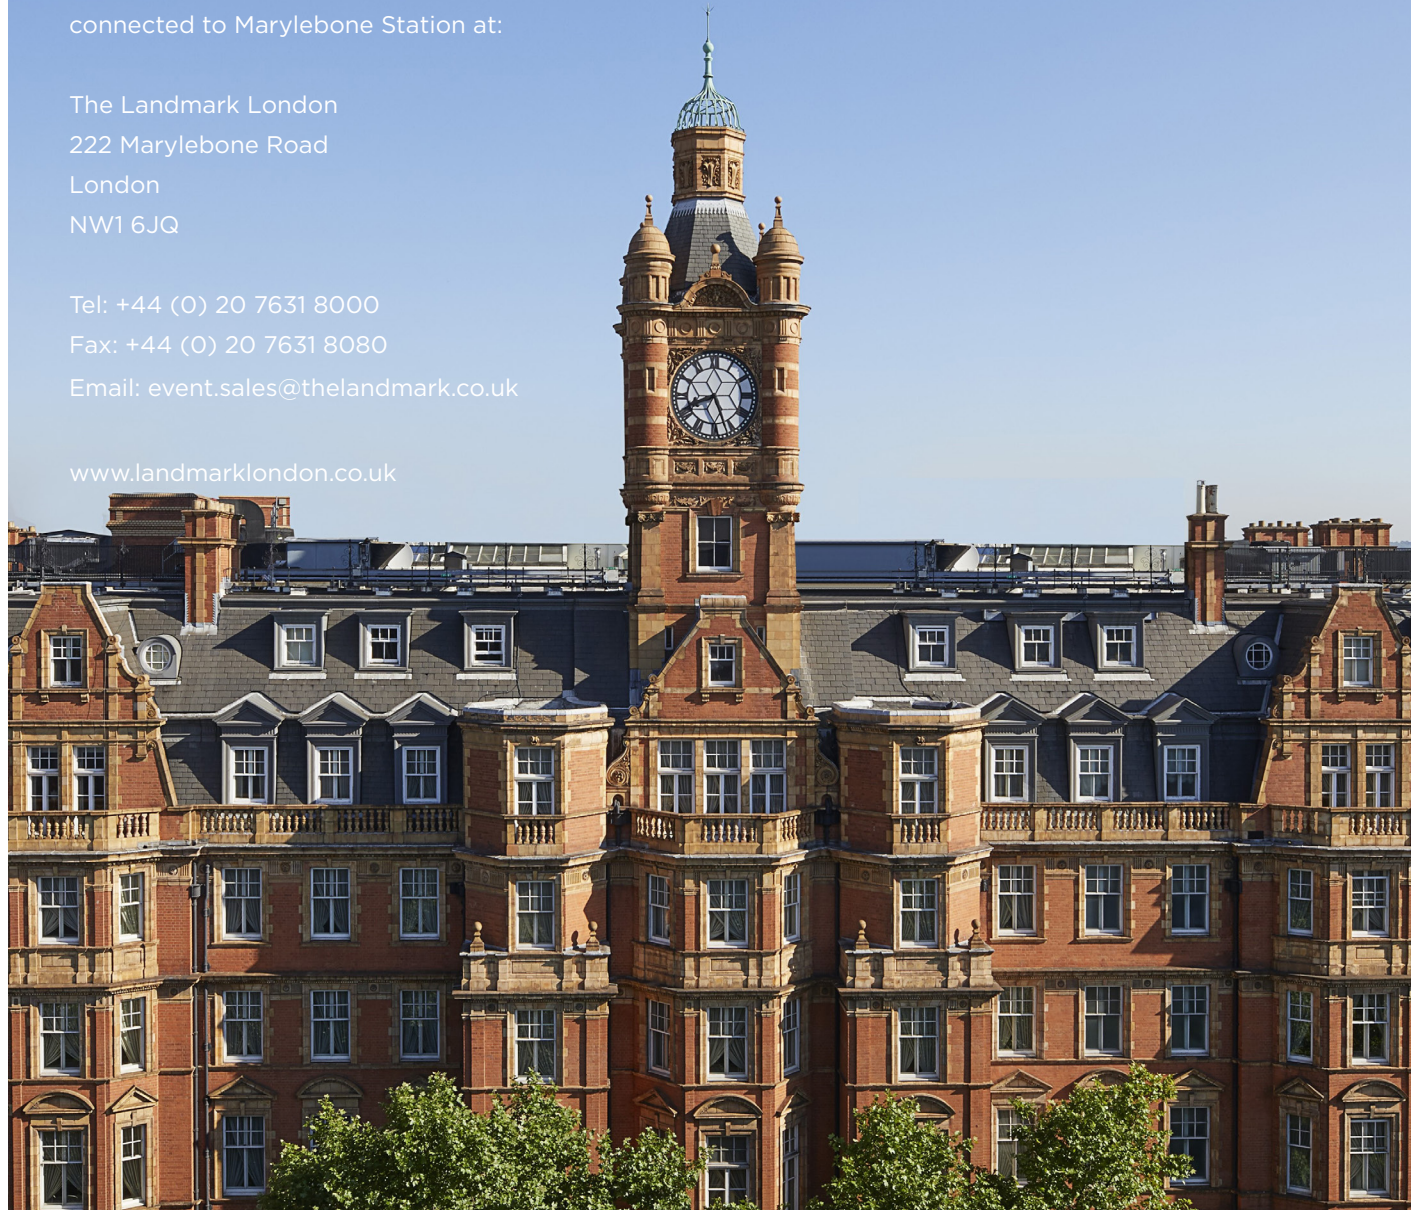 connected to Marylebone Station at:
The Landmark London
222 Marylebone Road
London
NW1 6JQ
Tel: +44 (0) 20 7631 8000
Fax: +44 (0) 20 7631 8080
Email: event.sales@thelandmark.co.uk
www.landmarklondon.co.uk